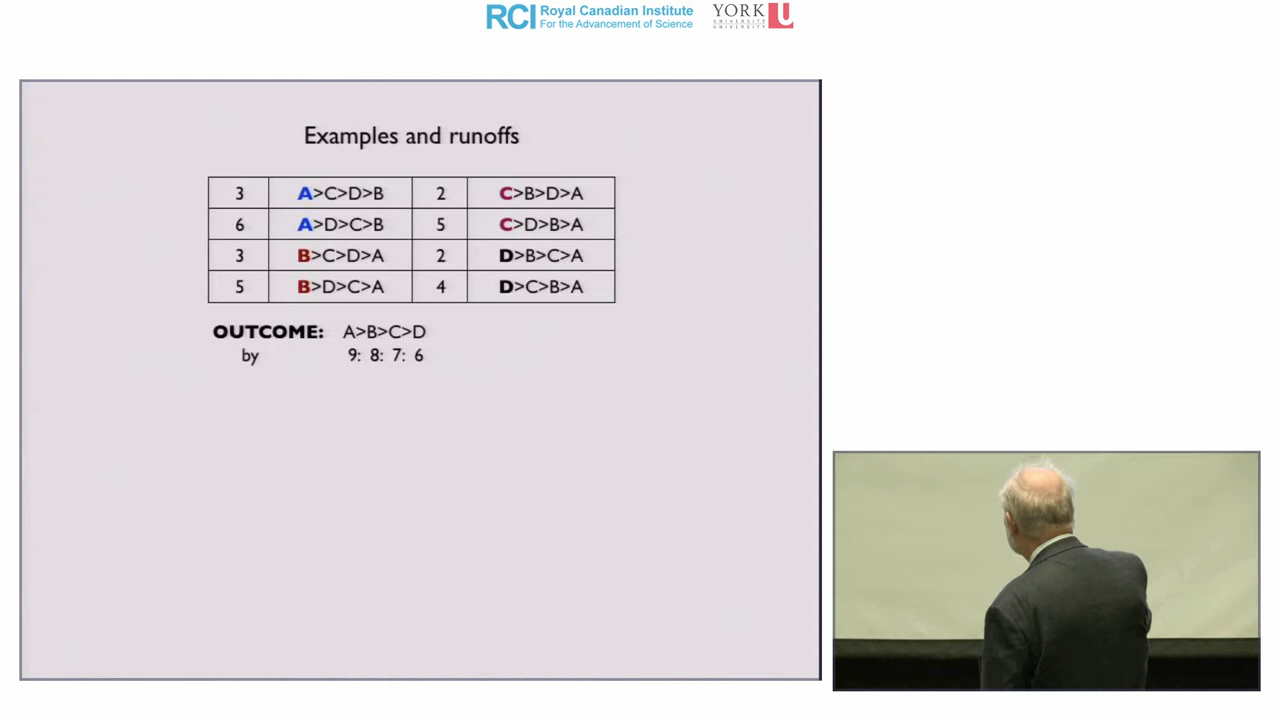 RCI Royal Canadian Institute
For the Advancement of Science
YORK U
UNIVERSITÉ
UNIVERSITY
Examples and runoffs
3 A>C>D>B 2 C>B>D>A
6 A>D>C>B 5 C>D>B>A
3 B>C>D>A 2 D>B>C>A
5 B>D>C>A 4 D>C>B>A
OUTCOME: A>B>C>D
by 9: 8: 7: 6